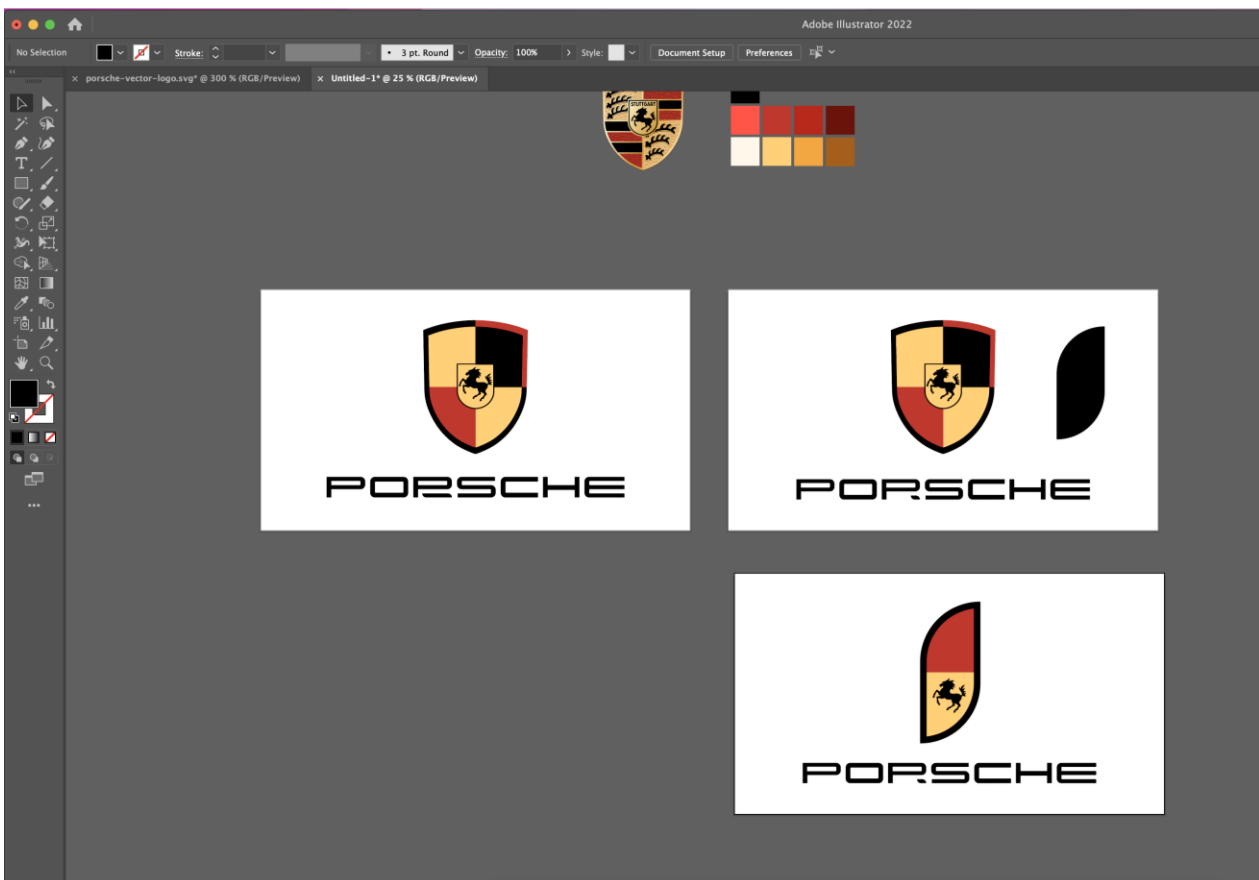 Adobe Illustrator 2022
No Selection Stroke: 3 pt. Round Opacity: 100% Style: Document Setup Preferences
porsche-vector-logo.svg* @ 300 % (RGB/Preview) Untitled-1* @ 25 % (RGB/Preview)
STUTTGART
PORSCHE
PORSCHE
PORSCHE